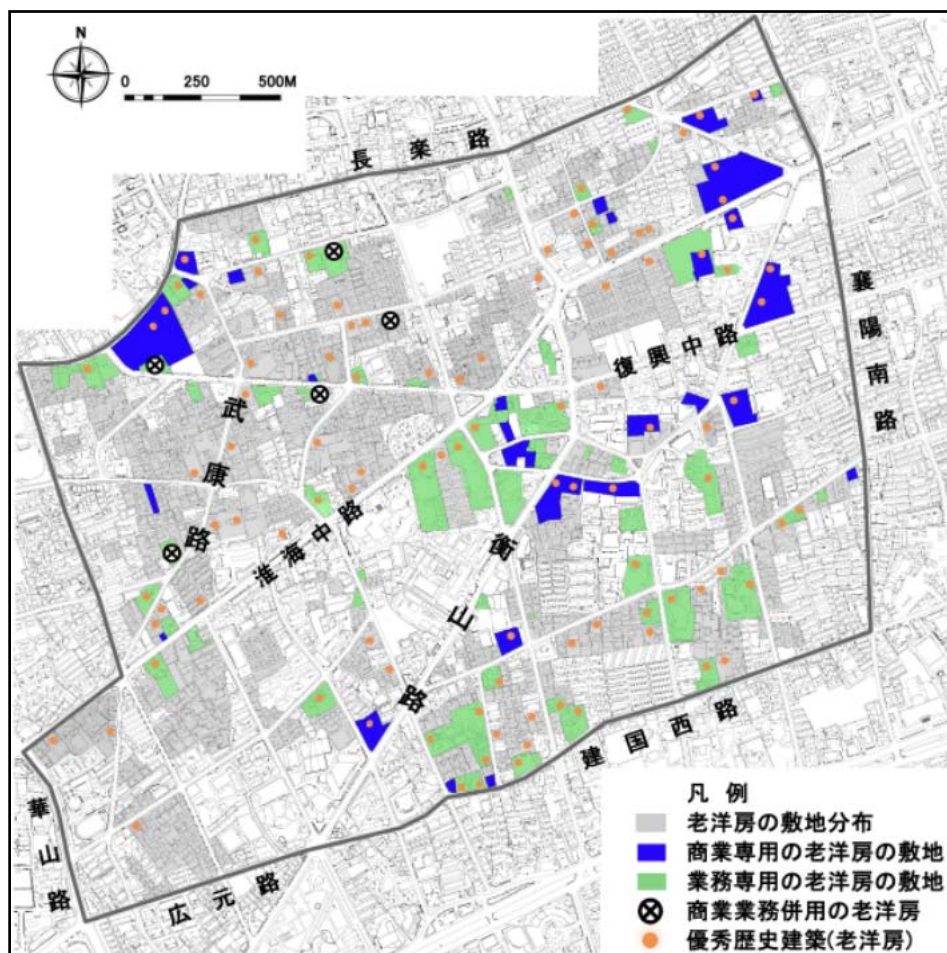 N
0 250 500M
長楽路
襄陽南路
復興中路
武康路
淮海中路
衡山路
建国西路
華山路
広元路
凡例
老洋房の敷地分布
商業専用の老洋房の敷地
業務専用の老洋房の敷地
商業業務併用の老洋房
優秀歴史建築(老洋房)